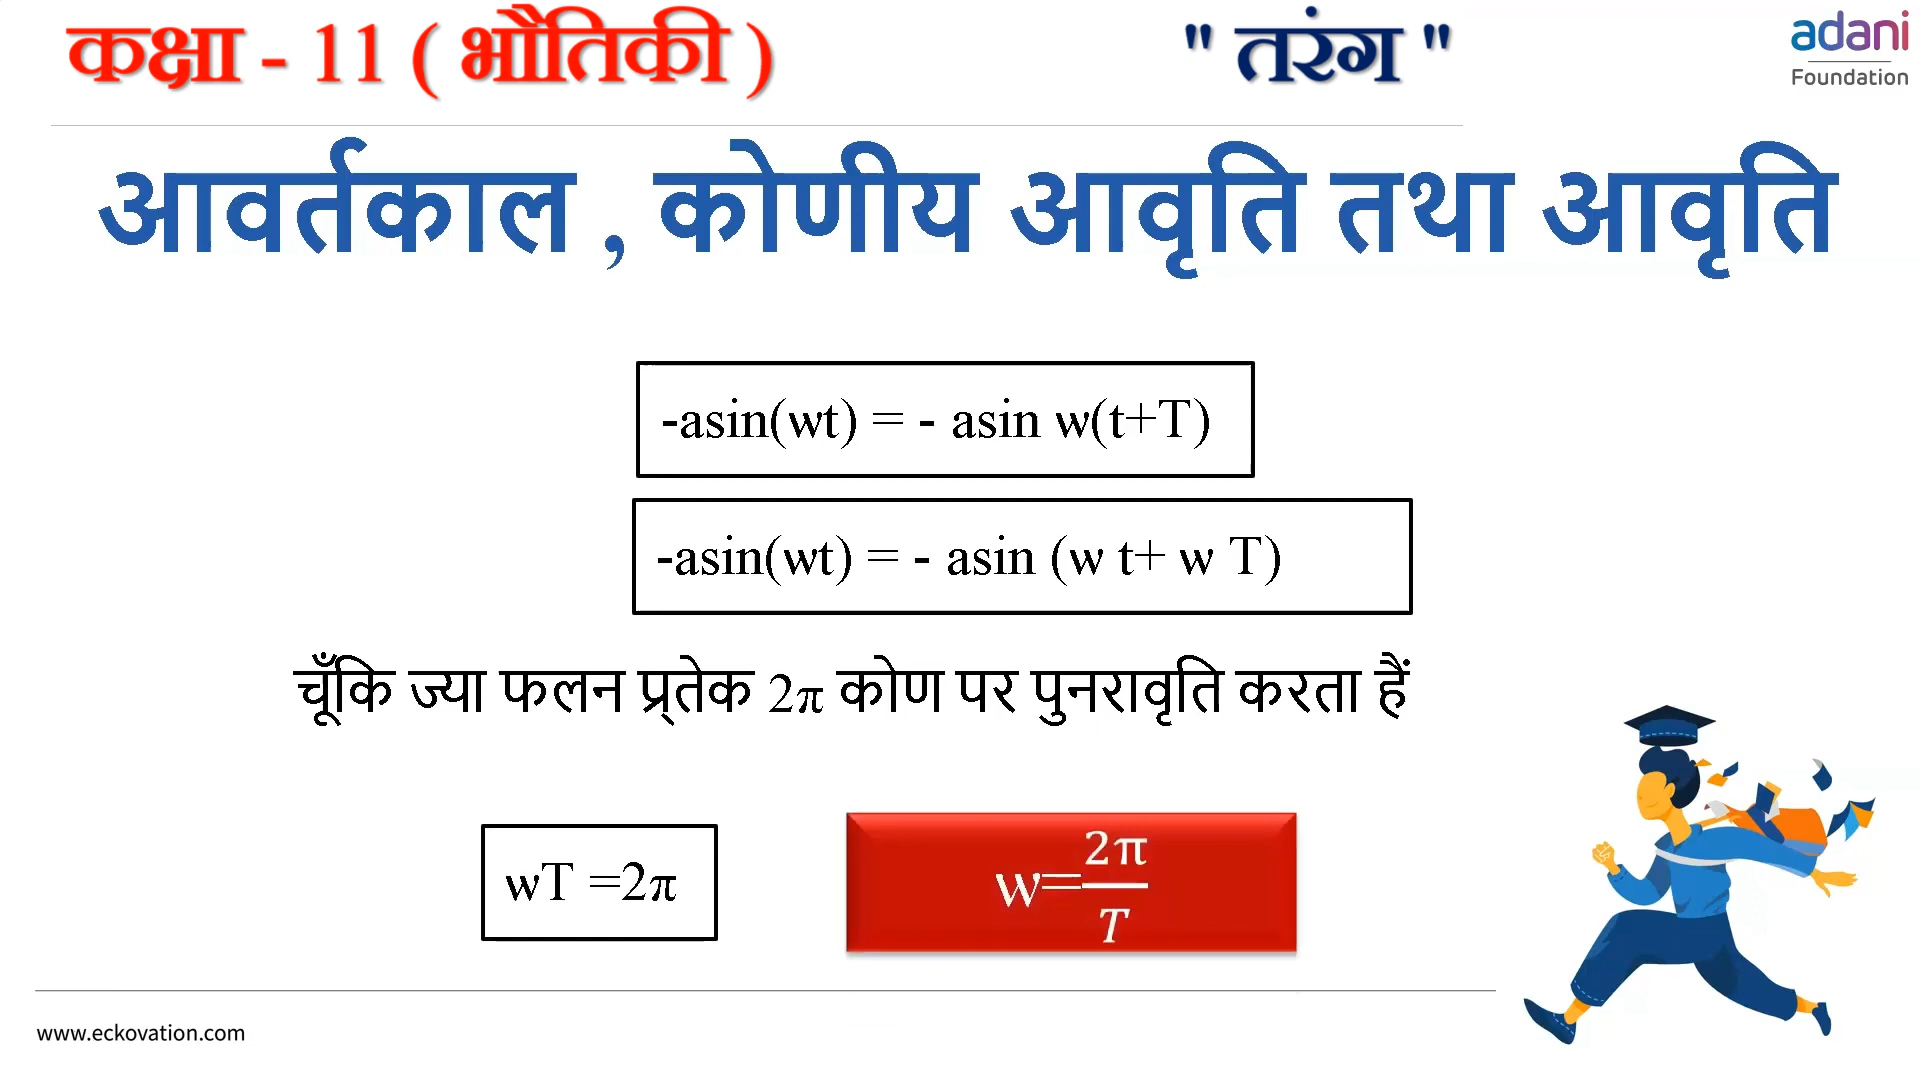 कक्षा - 11 ( भौतिकी ) " तरंग "
adani
Foundation
आवर्तकाल , कोणीय आवृति तथा आवृति
-asin(wt) = - asin w(t+T)
-asin(wt) = - asin (w t+ w T)
चूँकि ज्या फलन प्र्तेक 2π कोण पर पुनरावृति करता हैं
wT =2π
w=2π/T
www.eckovation.com